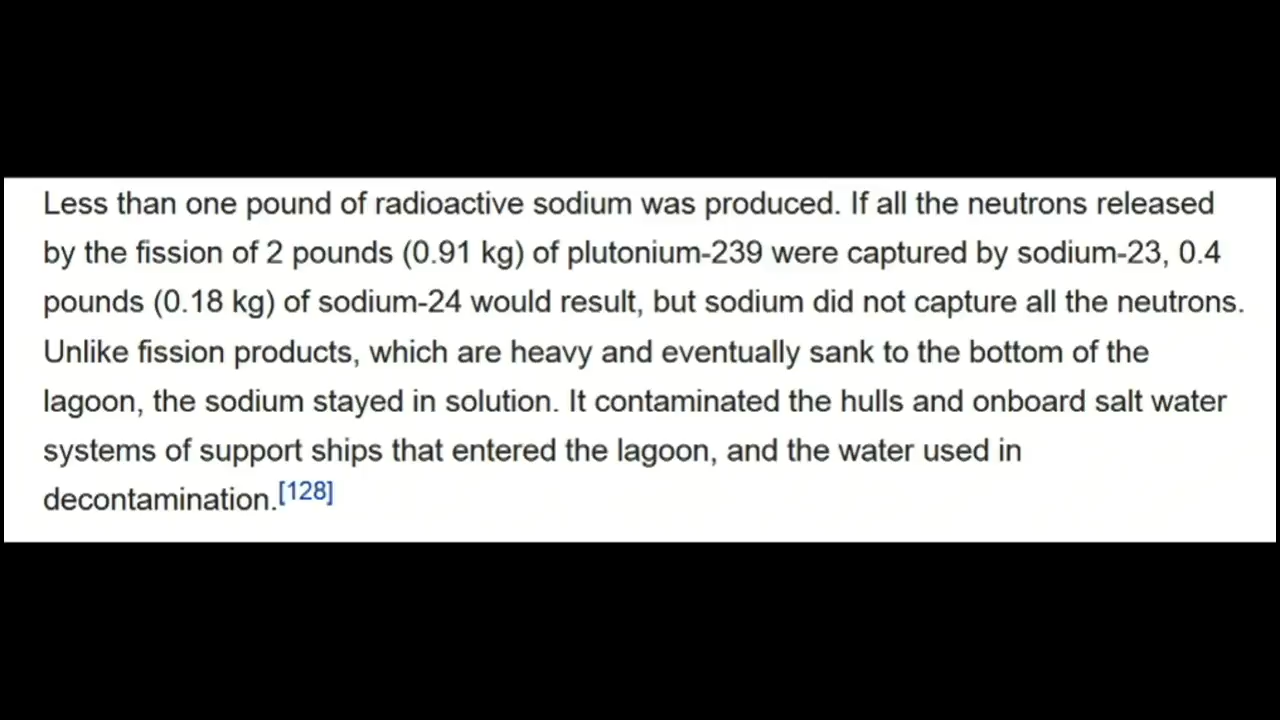 Less than one pound of radioactive sodium was produced. If all the neutrons released
by the fission of 2 pounds (0.91 kg) of plutonium-239 were captured by sodium-23, 0.4
pounds (0.18 kg) of sodium-24 would result, but sodium did not capture all the neutrons.
Unlike fission products, which are heavy and eventually sank to the bottom of the
lagoon, the sodium stayed in solution. It contaminated the hulls and onboard salt water
systems of support ships that entered the lagoon, and the water used in
decontamination.[128]